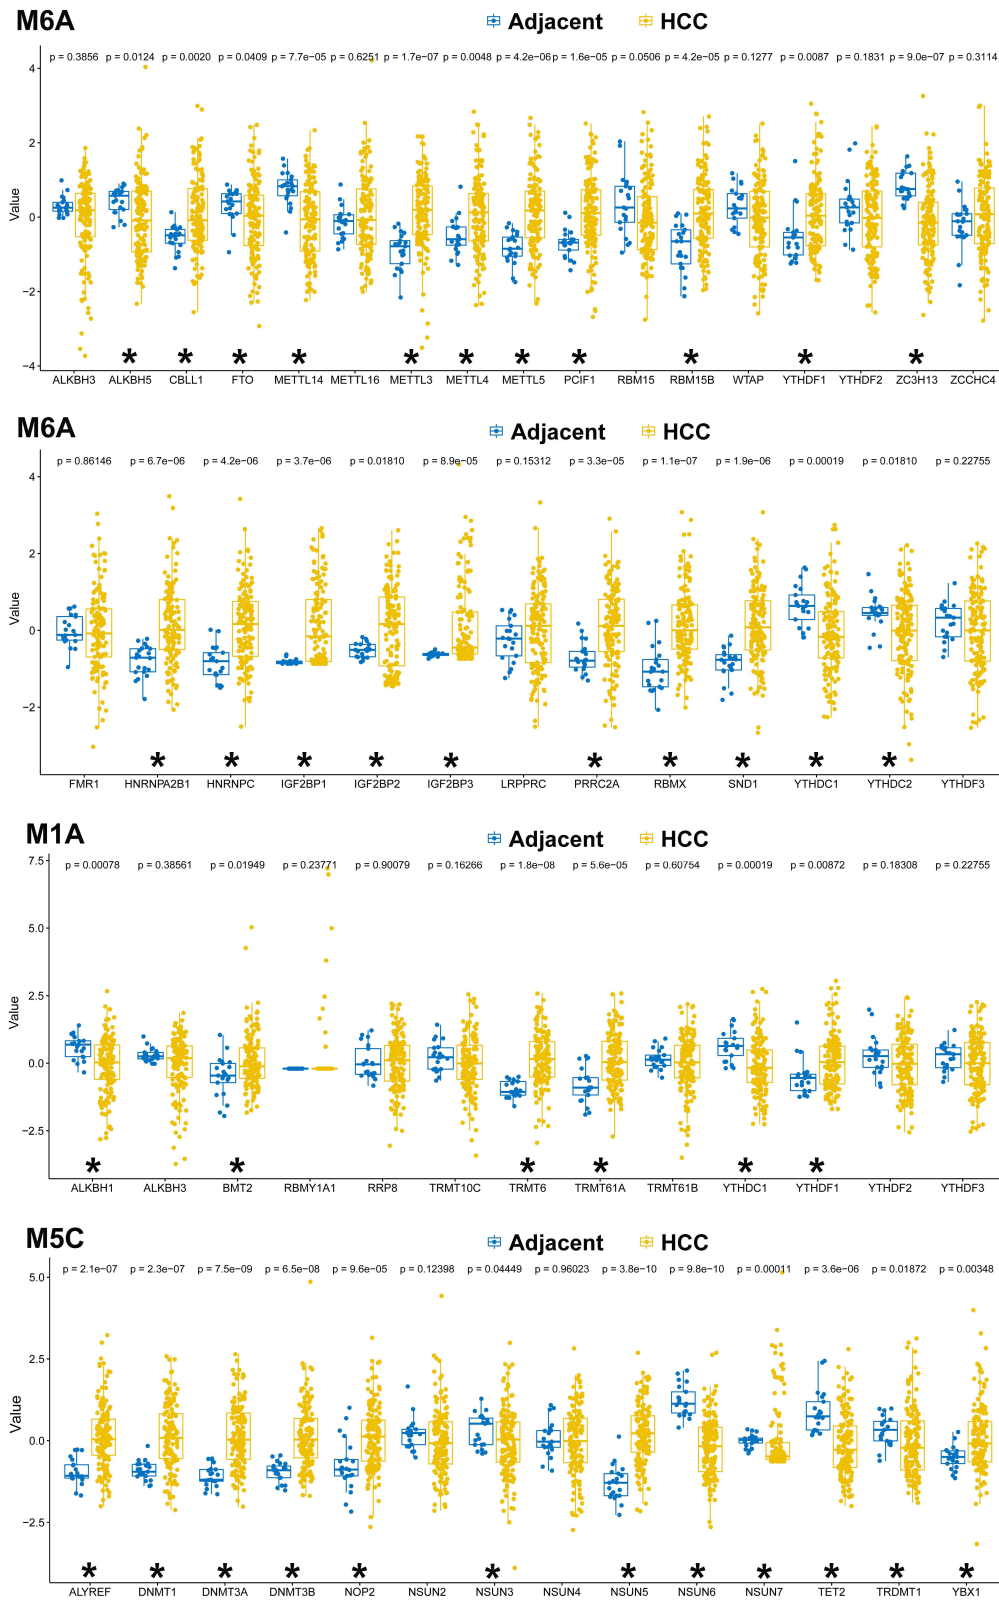 M6A
Adjacent HCC
p = 0.3856 p = 0.0124 p = 0.0020 p = 0.0409 p = 7.7e−05 p = 0.6251 p = 1.7e−07 p = 0.0048 p = 4.2e−06 p = 1.6e−05 p = 0.0506 p = 4.2e−05 p = 0.1277 p = 0.0087 p = 0.1831 p = 9.0e−07 p = 0.3114
4
2
0
−2
−4
Value
* * * * * * * * * * *
ALKBH3 ALKBH5 CBLL1 FTO METTL14 METTL16 METTL3 METTL4 METTL5 PCIF1 RBM15 RBM15B WTAP YTHDF1 YTHDF2 ZC3H13 ZCCHC4
M6A
Adjacent HCC
p = 0.86146 p = 6.7e−06 p = 4.2e−06 p = 3.7e−06 p = 0.01810 p = 8.9e−05 p = 0.15312 p = 3.3e−05 p = 1.1e−07 p = 1.9e−06 p = 0.00019 p = 0.01810 p = 0.22755
4
2
0
−2
Value
* * * * * * * * * *
FMR1 HNRNPA2B1 HNRNPC IGF2BP1 IGF2BP2 IGF2BP3 LRPPRC PRRC2A RBMX SND1 YTHDC1 YTHDC2 YTHDF3
M1A
Adjacent HCC
p = 0.00078 p = 0.38561 p = 0.01949 p = 0.23771 p = 0.90079 p = 0.16266 p = 1.8e−08 p = 5.6e−05 p = 0.60754 p = 0.00019 p = 0.00872 p = 0.18308 p = 0.22755
7.5
5.0
2.5
0.0
−2.5
Value
* * * * * *
ALKBH1 ALKBH3 BMT2 RBMY1A1 RRP8 TRMT10C TRMT6 TRMT61A TRMT61B YTHDC1 YTHDF1 YTHDF2 YTHDF3
M5C
Adjacent HCC
p = 2.1e−07 p = 2.3e−07 p = 7.5e−09 p = 6.5e−08 p = 9.6e−05 p = 0.12398 p = 0.04449 p = 0.96023 p = 3.8e−10 p = 9.8e−10 p = 0.00011 p = 3.6e−06 p = 0.01872 p = 0.00348
5.0
2.5
0.0
−2.5
Value
* * * * * * * * * * * *
ALYREF DNMT1 DNMT3A DNMT3B NOP2 NSUN2 NSUN3 NSUN4 NSUN5 NSUN6 NSUN7 TET2 TRDMT1 YBX1